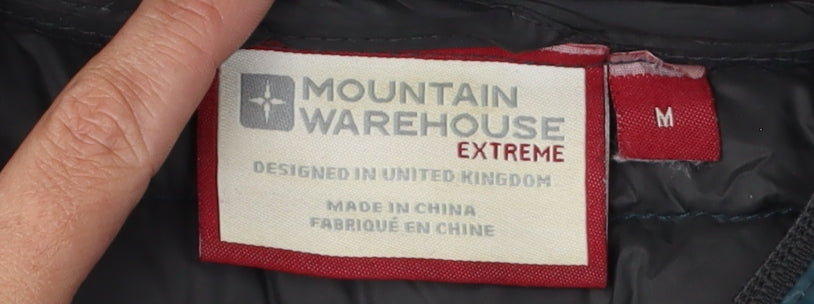 MOUNTAIN
WAREHOUSE
EXTREME
DESIGNED IN UNITED KINGDOM
MADE IN CHINA
FABRIQUÉ EN CHINE
M